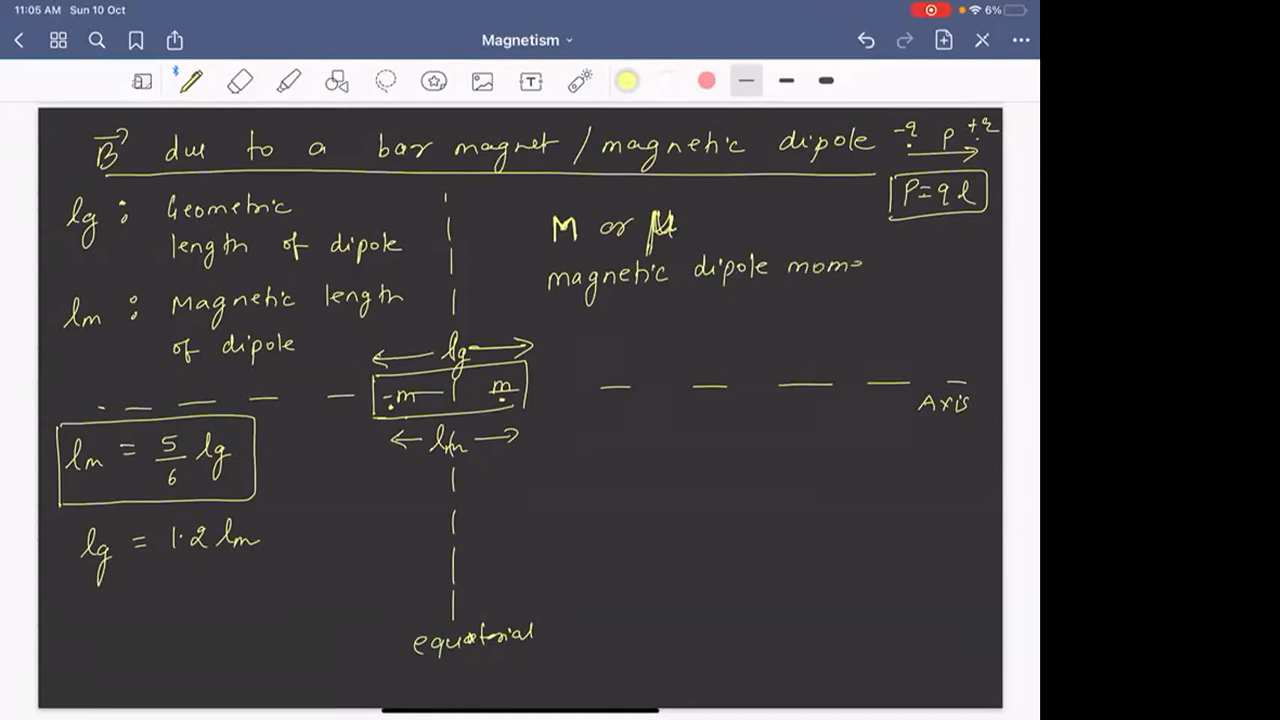 11:05 AM Sun 10 Oct
6%
Magnetism
B due to a bar magnet / magnetic dipole
-q p +q
P = q l
lg : Geometric
length of dipole
M or M
magnetic dipole mom
lm : Magnetic length
of dipole
lg
-m m
Axis
lm
lm = 5/6 lg
lg = 1.2 lm
equatorial